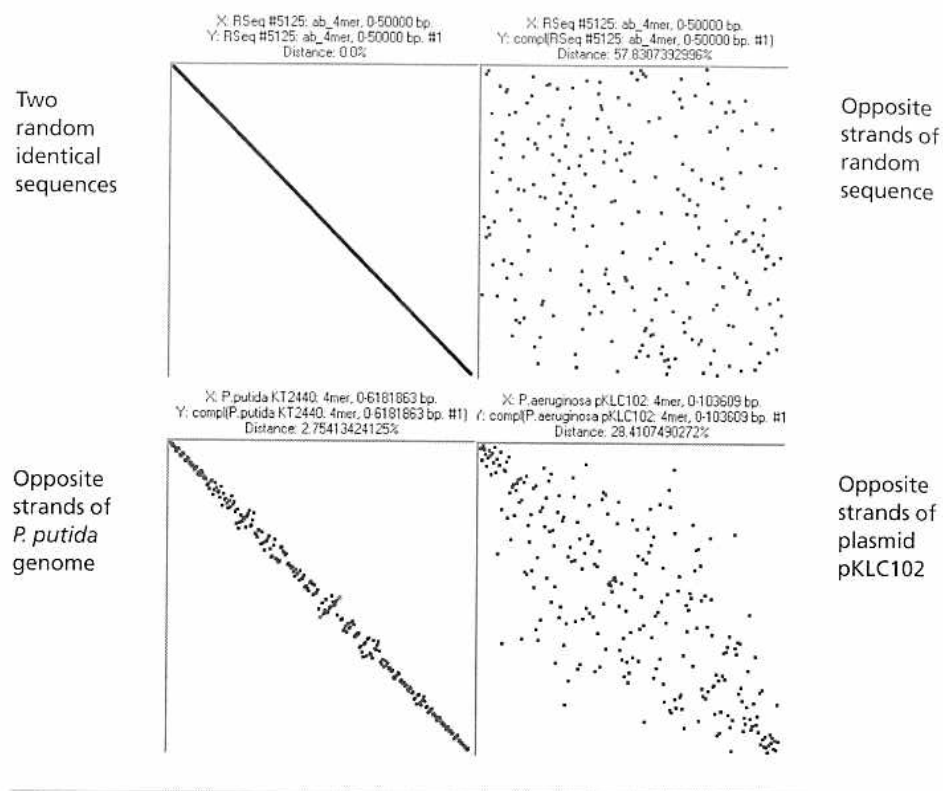 X: RSeq #5125: ab_4mer, 0-50000 bp.
Y: RSeq #5125: ab_4mer, 0-50000 bp. #1
Distance: 0.0%
X: RSeq #5125: ab_4mer, 0-50000 bp.
Y: compl(RSeq #5125: ab_4mer, 0-50000 bp. #1)
Distance: 57.8307392996%
Two
random
identical
sequences
Opposite
strands of
random
sequence
X: P.putida KT2440: 4mer, 0-6181863 bp.
Y: compl(P.putida KT2440: 4mer, 0-6181863 bp. #1)
Distance: 2.75413424125%
X: P.aeruginosa pKLC102: 4mer, 0-103609 bp.
Y: compl(P.aeruginosa pKLC102: 4mer, 0-103609 bp. #1
Distance: 28.4107490272%
Opposite
strands of
P. putida
genome
Opposite
strands of
plasmid
pKLC102